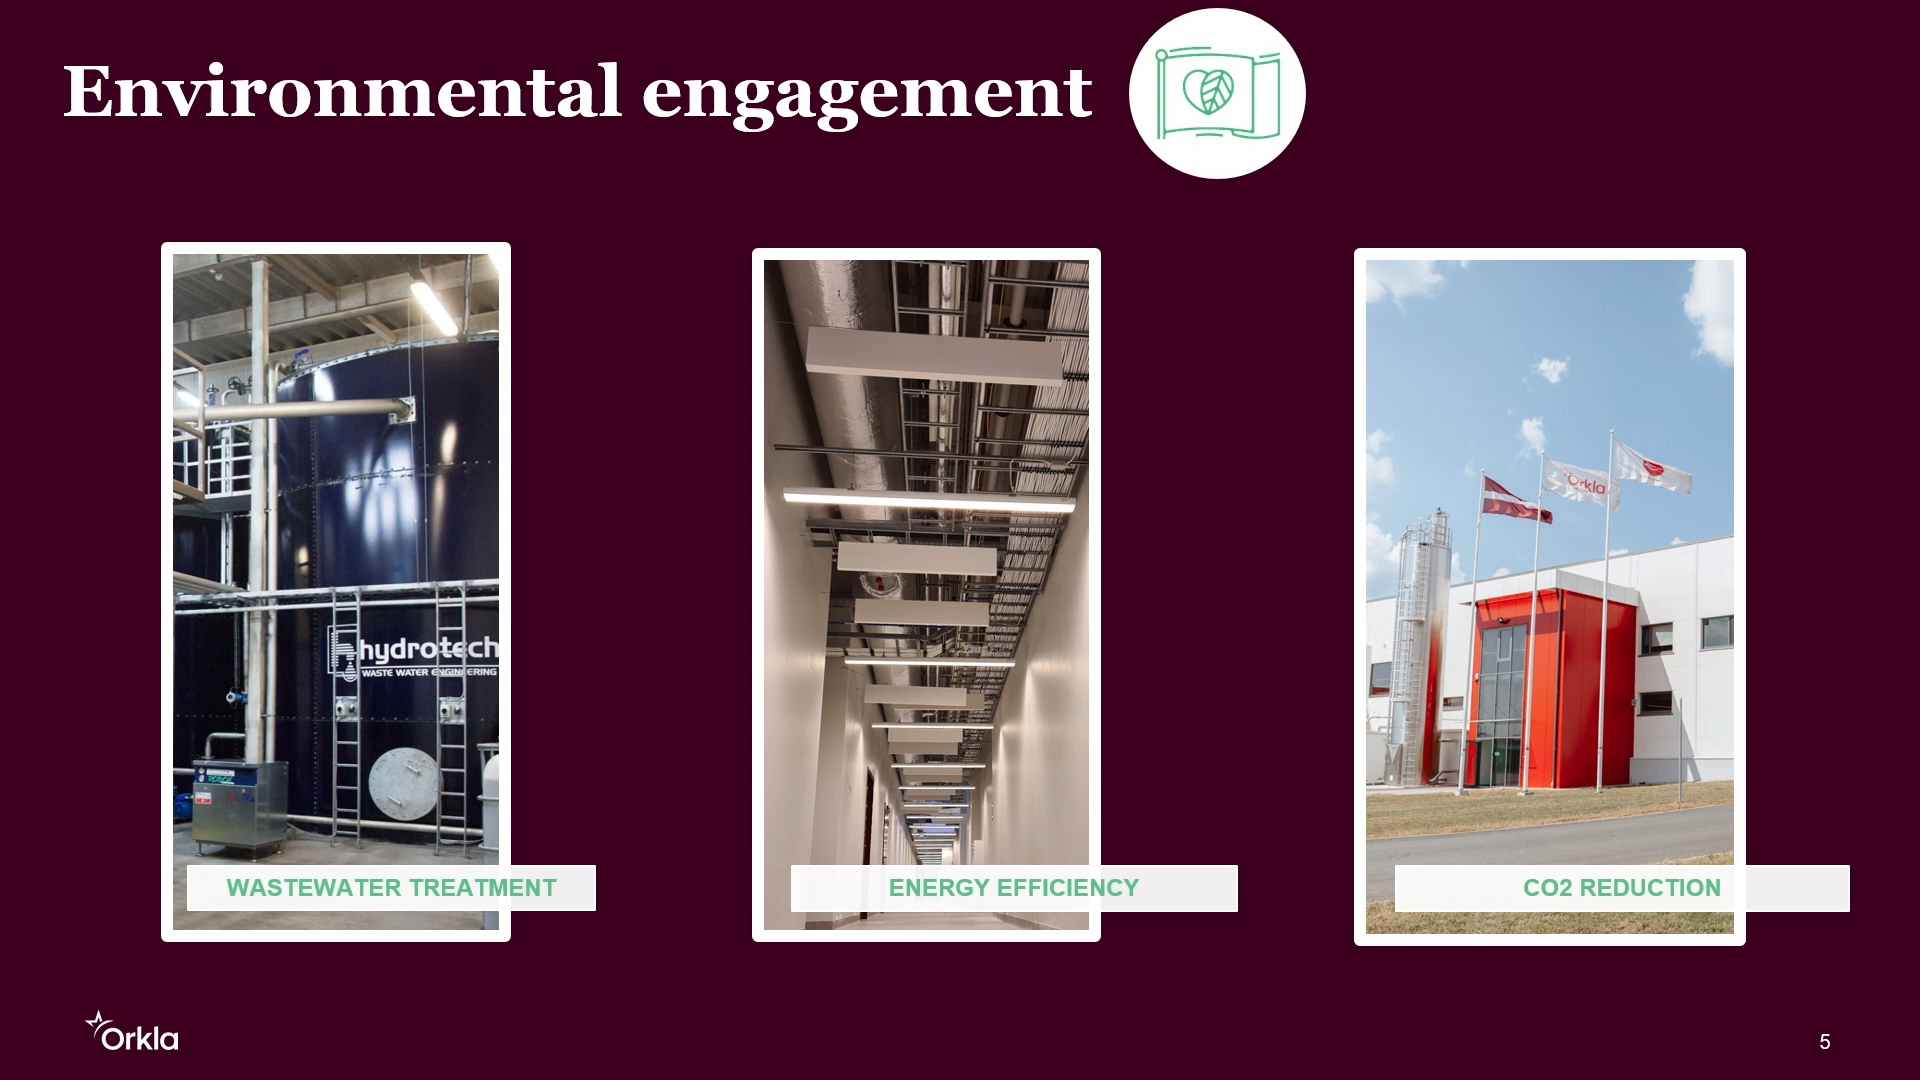 Environmental engagement
hydrotech
WASTE WATER ENGINEERING
Orkla
WASTEWATER TREATMENT
ENERGY EFFICIENCY
CO2 REDUCTION
Orkla
5